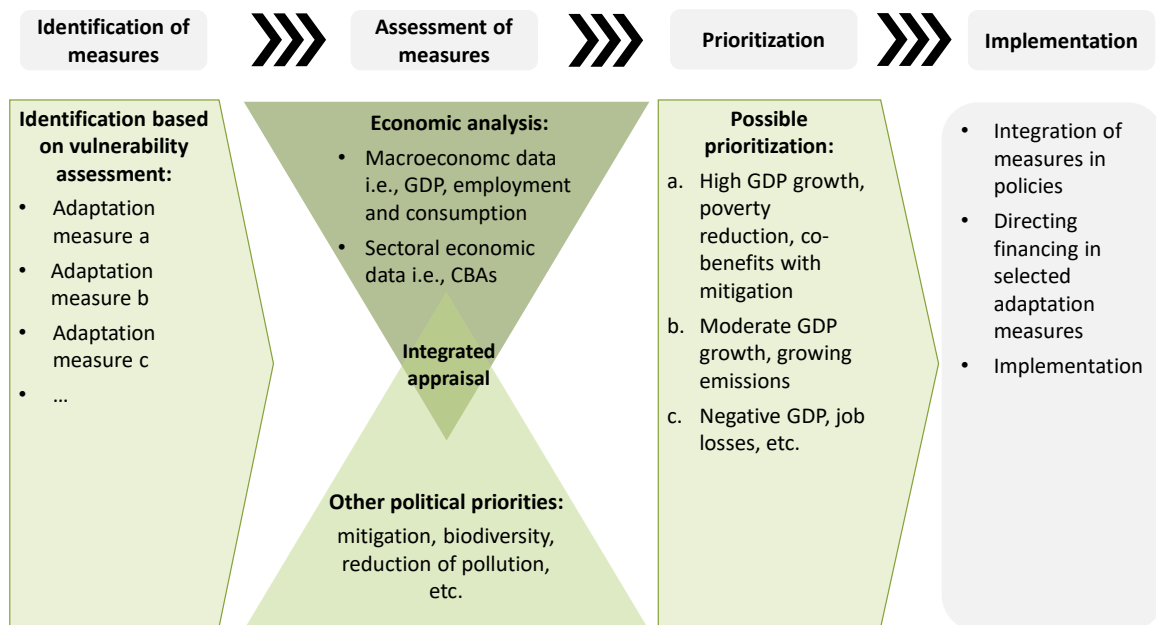 Identification of
measures
Assessment of
measures
Prioritization
Implementation
Identification based
on vulnerability
assessment:
• Adaptation
measure a
• Adaptation
measure b
• Adaptation
measure c
• ...
Economic analysis:
• Macroeconomc data
i.e., GDP, employment
and consumption
• Sectoral economic
data i.e., CBAs
Integrated
appraisal
Other political priorities:
mitigation, biodiversity,
reduction of pollution,
etc.
Possible
prioritization:
a. High GDP growth,
poverty
reduction, co-
benefits with
mitigation
b. Moderate GDP
growth, growing
emissions
c. Negative GDP, job
losses, etc.
• Integration of
measures in
policies
• Directing
financing in
selected
adaptation
measures
• Implementation